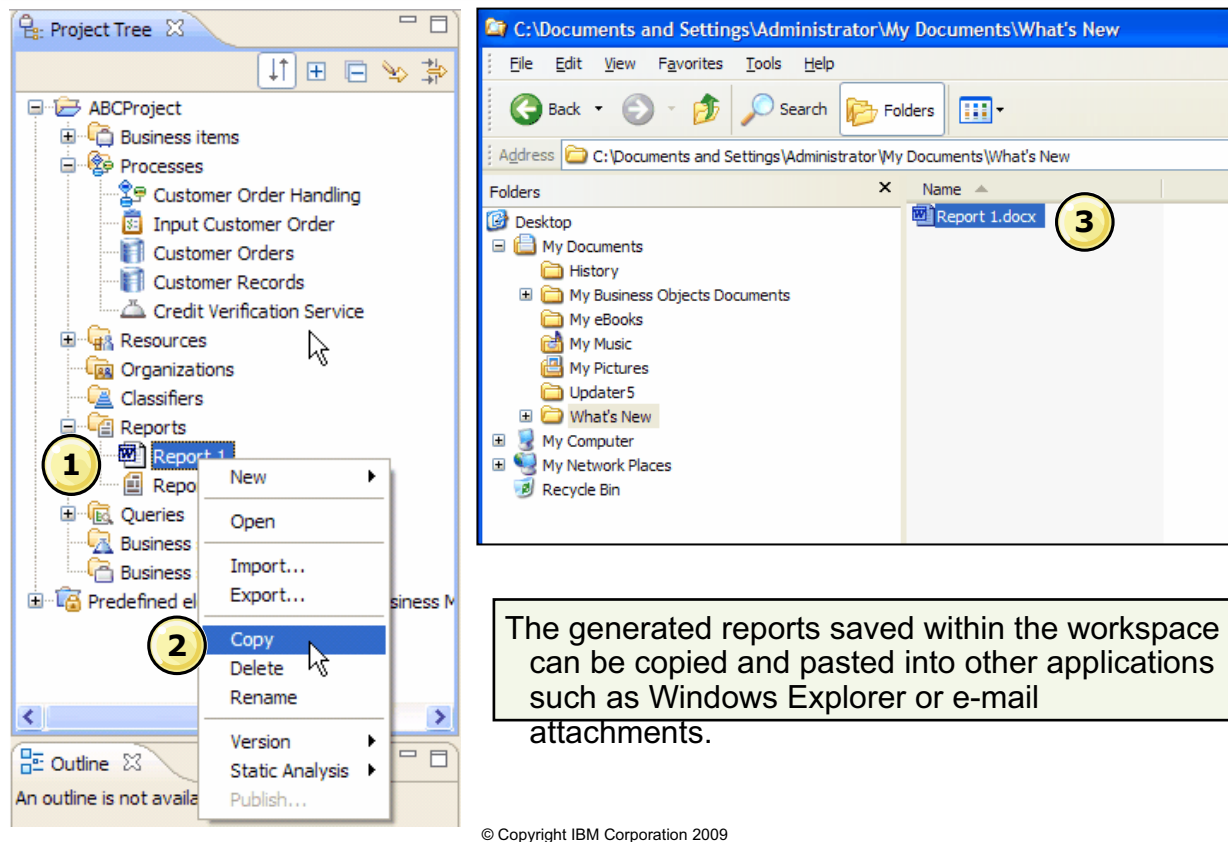 Project Tree
ABCProject
Business items
Processes
Customer Order Handling
Input Customer Order
Customer Orders
Customer Records
Credit Verification Service
Resources
Organizations
Classifiers
Reports
1
Report 1
Repo
Queries
Business
Business
Predefined el
siness M
New
Open
Import...
Export...
2
Copy
Delete
Rename
Version
Static Analysis
Publish...
Outline
An outline is not availa
C:\Documents and Settings\Administrator\My Documents\What's New
File Edit View Favorites Tools Help
Back Search Folders
Address C:\Documents and Settings\Administrator\My Documents\What's New
Folders
Desktop
My Documents
History
My Business Objects Documents
My eBooks
My Music
My Pictures
Updater5
What's New
My Computer
My Network Places
Recycle Bin
Name
Report 1.docx
3
The generated reports saved within the workspace
can be copied and pasted into other applications
such as Windows Explorer or e-mail
attachments.
© Copyright IBM Corporation 2009